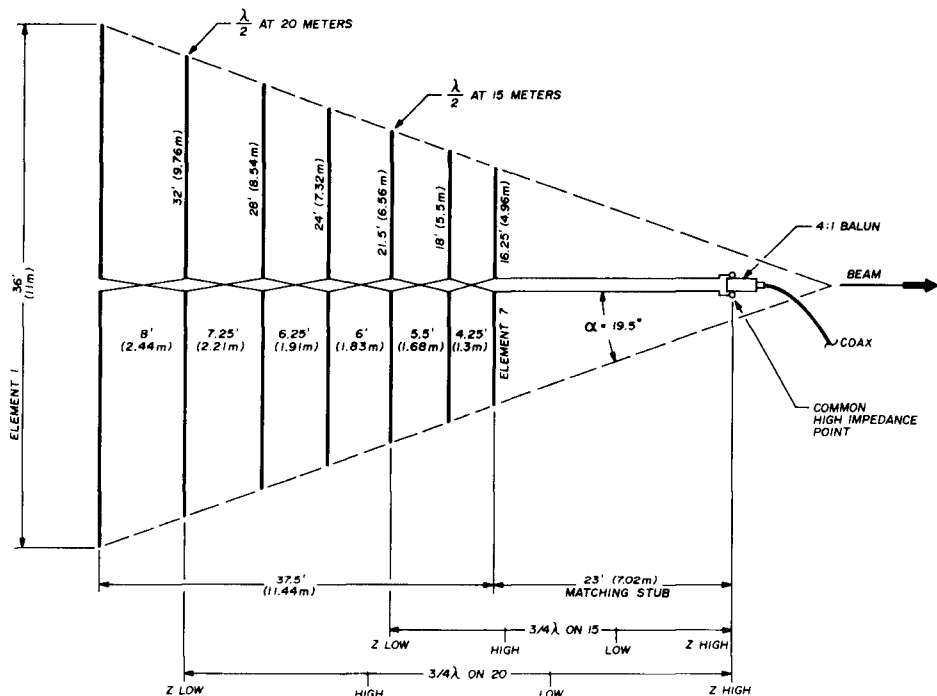 λ/2 AT 20 METERS
λ/2 AT 15 METERS
36'
(11m)
ELEMENT 1
32' (9.76m)
28' (8.54m)
24' (7.32m)
21.5' (6.56m)
18' (5.5m)
16.25' (4.96m)
4:1 BALUN
BEAM
8'
(2.44m)
7.25'
(2.21m)
6.25'
(1.91m)
6'
(1.83m)
5.5'
(1.68m)
4.25'
(1.3m)
ELEMENT 7
α = 19.5°
COAX
COMMON
HIGH IMPEDANCE
POINT
37.5'
(11.44m)
23' (7.02m)
MATCHING STUB
3/4λ ON 15
Z LOW
HIGH
LOW
Z HIGH
3/4λ ON 20
Z LOW
HIGH
LOW
Z HIGH